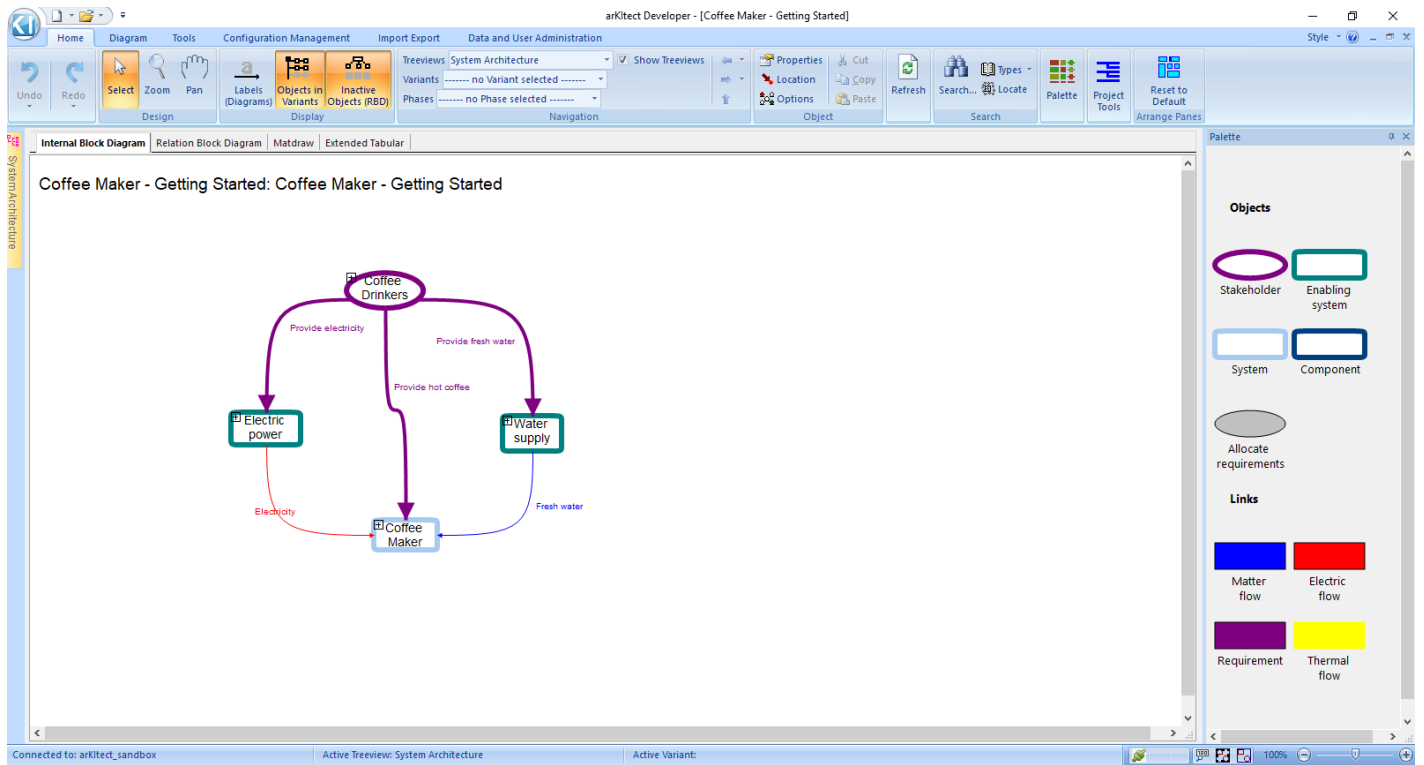 KI
arKItect Developer - [Coffee Maker - Getting Started]
Home Diagram Tools Configuration Management Import Export Data and User Administration Style
Undo Redo
Select Zoom Pan
Design
a
Labels (Diagrams)
Objects in Variants
Inactive Objects (RBD)
Display
Treeviews System Architecture Show Treeviews
Variants ------- no Variant selected -------
Phases ------- no Phase selected -------
Navigation
Properties Cut
Location Copy
Options Paste
Object
Refresh
Search... Types
Locate
Search
Palette
Project Tools
Reset to Default
Arrange Panes
System Architecture
Internal Block Diagram Relation Block Diagram Matdraw Extended Tabular
Coffee Maker - Getting Started: Coffee Maker - Getting Started
Coffee
Drinkers
Provide electricity
Provide fresh water
Provide hot coffee
Electric
power
Water
supply
Electricity
Fresh water
Coffee
Maker
Palette
Objects
Stakeholder
Enabling
system
System
Component
Allocate
requirements
Links
Matter
flow
Electric
flow
Requirement
Thermal
flow
Connected to: arKItect_sandbox
Active Treeview: System Architecture
Active Variant:
100%